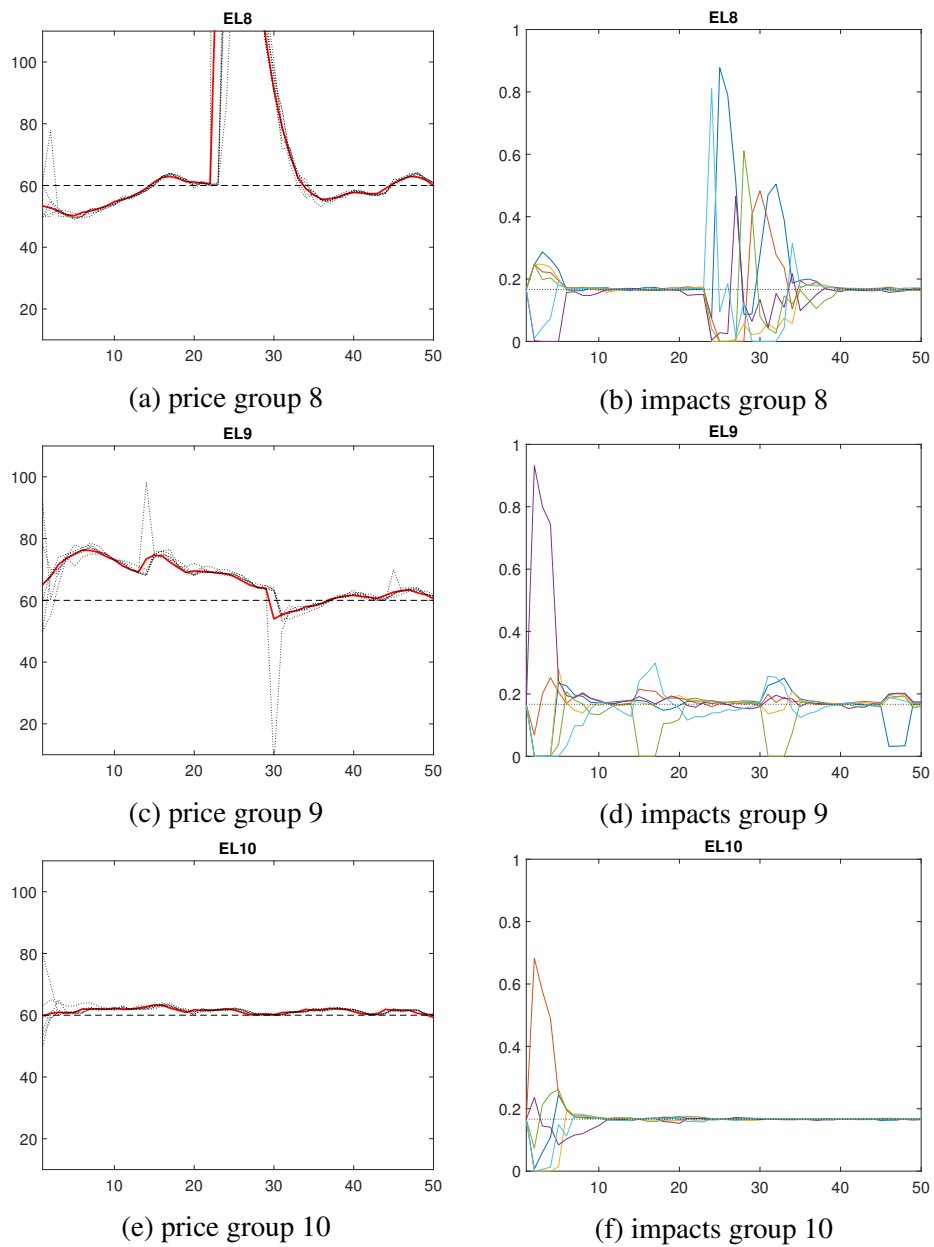 EL8
100
80
60
40
20
10 20 30 40 50
(a) price group 8
EL8
1
0.8
0.6
0.4
0.2
0
10 20 30 40 50
(b) impacts group 8
EL9
100
80
60
40
20
10 20 30 40 50
(c) price group 9
EL9
1
0.8
0.6
0.4
0.2
0
10 20 30 40 50
(d) impacts group 9
EL10
100
80
60
40
20
10 20 30 40 50
(e) price group 10
EL10
1
0.8
0.6
0.4
0.2
0
10 20 30 40 50
(f) impacts group 10